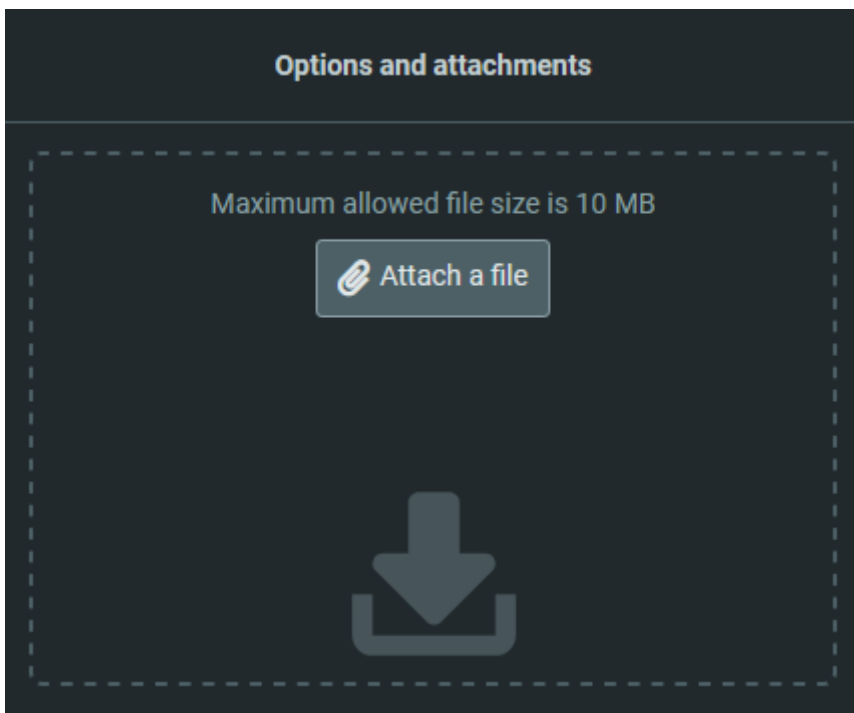 Options and attachments
Maximum allowed file size is 10 MB
Attach a file